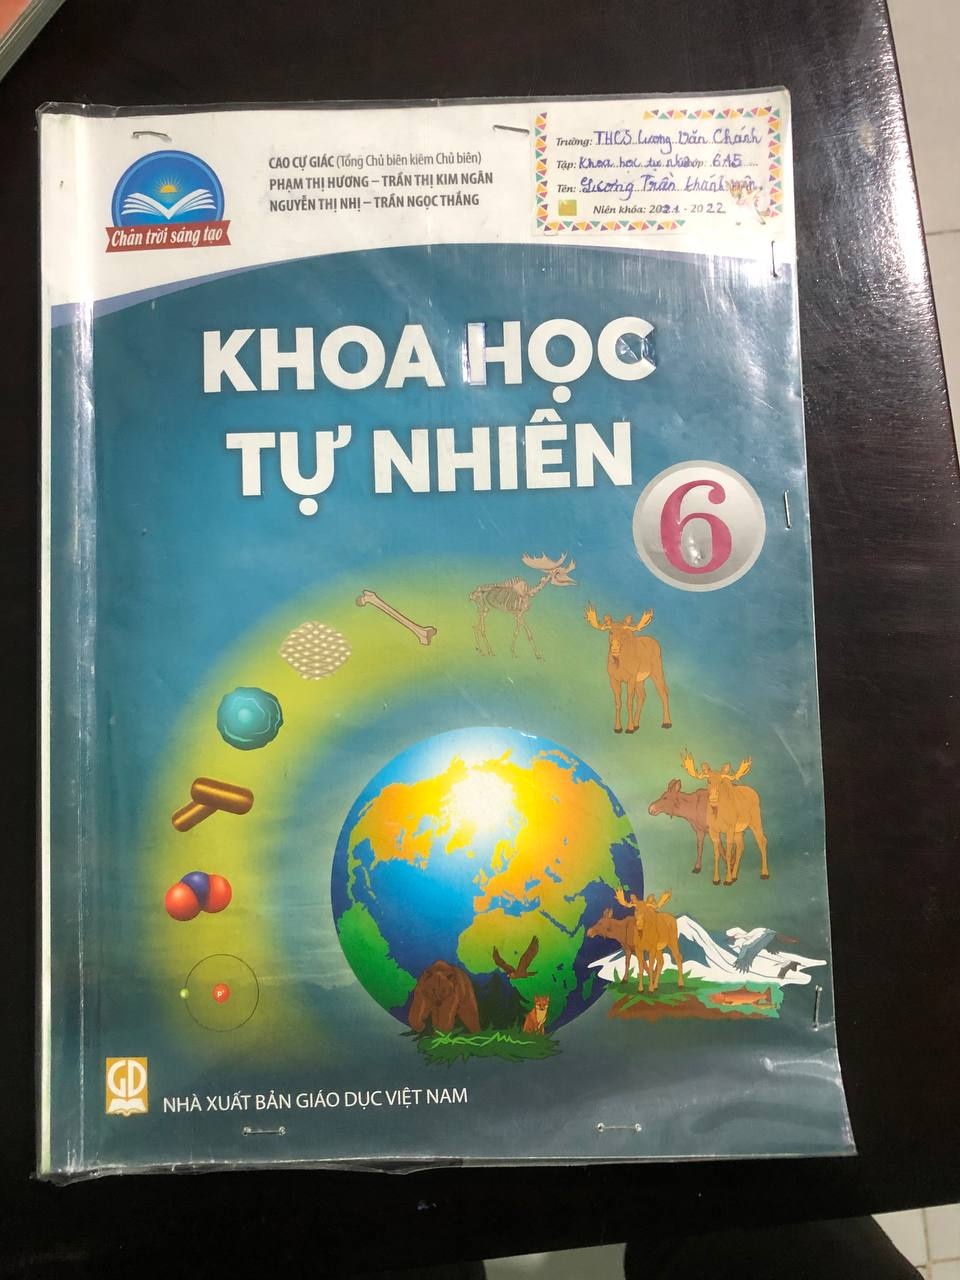 Chân trời sáng tạo
CAO CỰ GIÁC (Tổng Chủ biên kiêm Chủ biên)
PHẠM THỊ HƯƠNG – TRẦN THỊ KIM NGÂN
NGUYỄN THỊ NHỊ – TRẦN NGỌC THẮNG
Trường: THCS Lương Văn Chánh
Tập: Khoa học tự nhiên Lớp: 6A5
Tên: Lương Trần Khánh
Niên khóa: 2021 - 2022
KHOA HỌC
TỰ NHIÊN
6
p+
GD
NHÀ XUẤT BẢN GIÁO DỤC VIỆT NAM